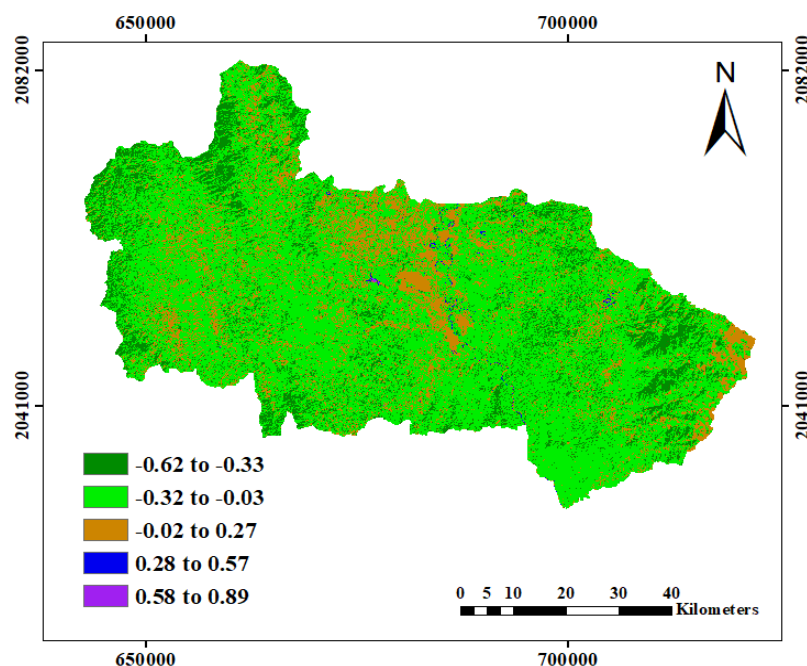 650000 700000
2082000 2082000
N
2041000 2041000
-0.62 to -0.33
-0.32 to -0.03
-0.02 to 0.27
0.28 to 0.57
0.58 to 0.89
0 5 10 20 30 40
Kilometers
650000 700000